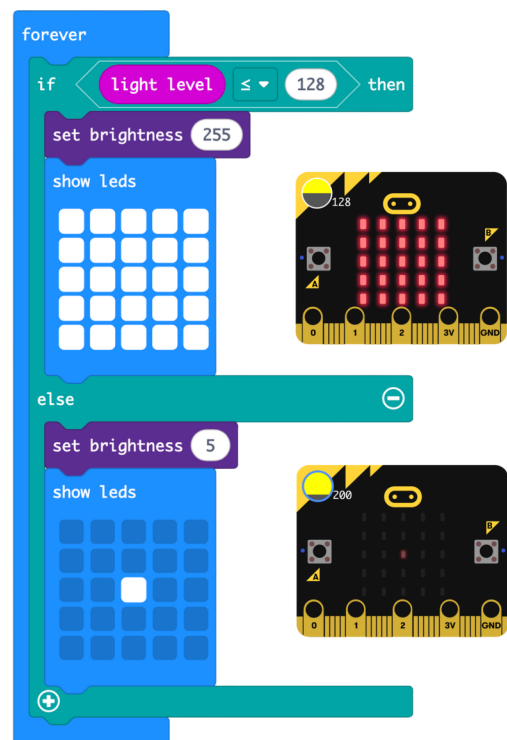 forever
if light level ≤ 128 then
set brightness 255
show leds
128
B
A
0 1 2 3V GND
else
set brightness 5
show leds
200
B
A
0 1 2 3V GND